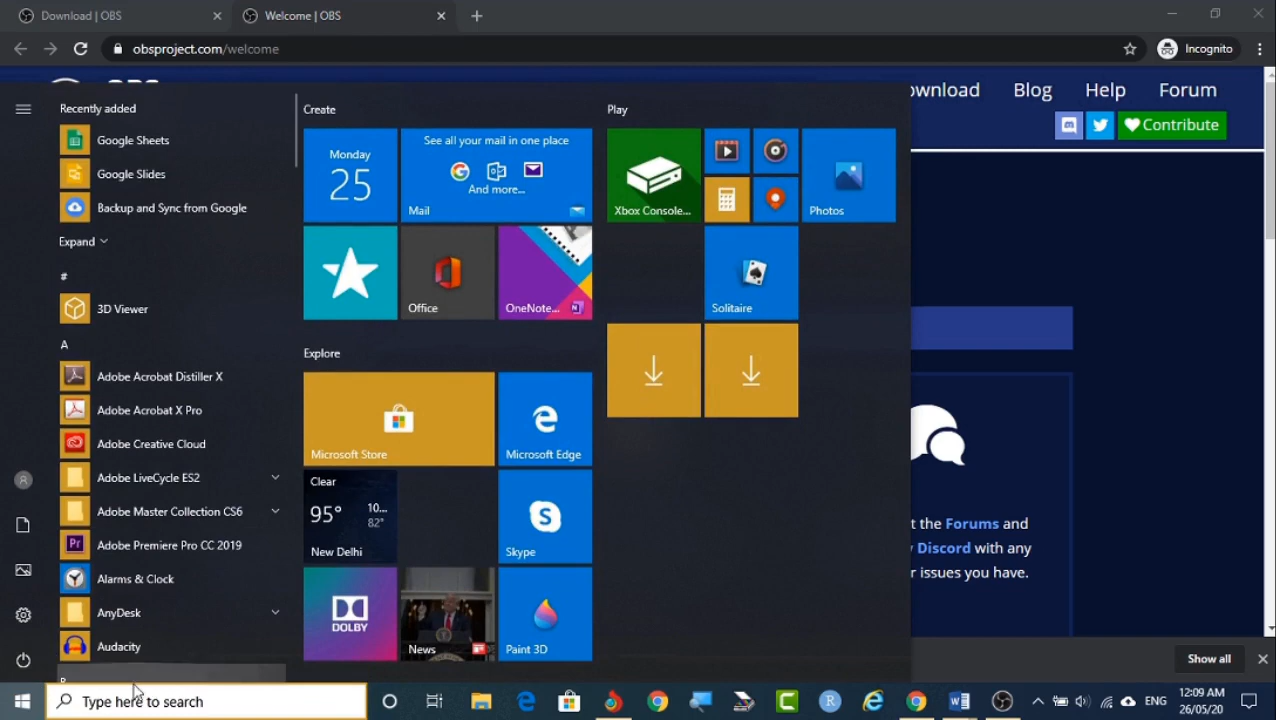 Download | OBS
Welcome | OBS
obsproject.com/welcome
Incognito
ownload
Blog
Help
Forum
Contribute
Recently added
Google Sheets
Google Slides
Backup and Sync from Google
Expand
#
3D Viewer
A
Adobe Acrobat Distiller X
Adobe Acrobat X Pro
Adobe Creative Cloud
Adobe LiveCycle ES2
Adobe Master Collection CS6
Adobe Premiere Pro CC 2019
Alarms & Clock
AnyDesk
Audacity
Create
Monday
25
See all your mail in one place
And more...
Mail
Office
OneNote...
Explore
Microsoft Store
Microsoft Edge
Clear
95°
10...
82°
New Delhi
Skype
DOLBY
News
Paint 3D
Play
Xbox Console...
Photos
Solitaire
t the Forums and
Discord with any
r issues you have.
Show all
Type here to search
ENG
12:09 AM
26/05/20